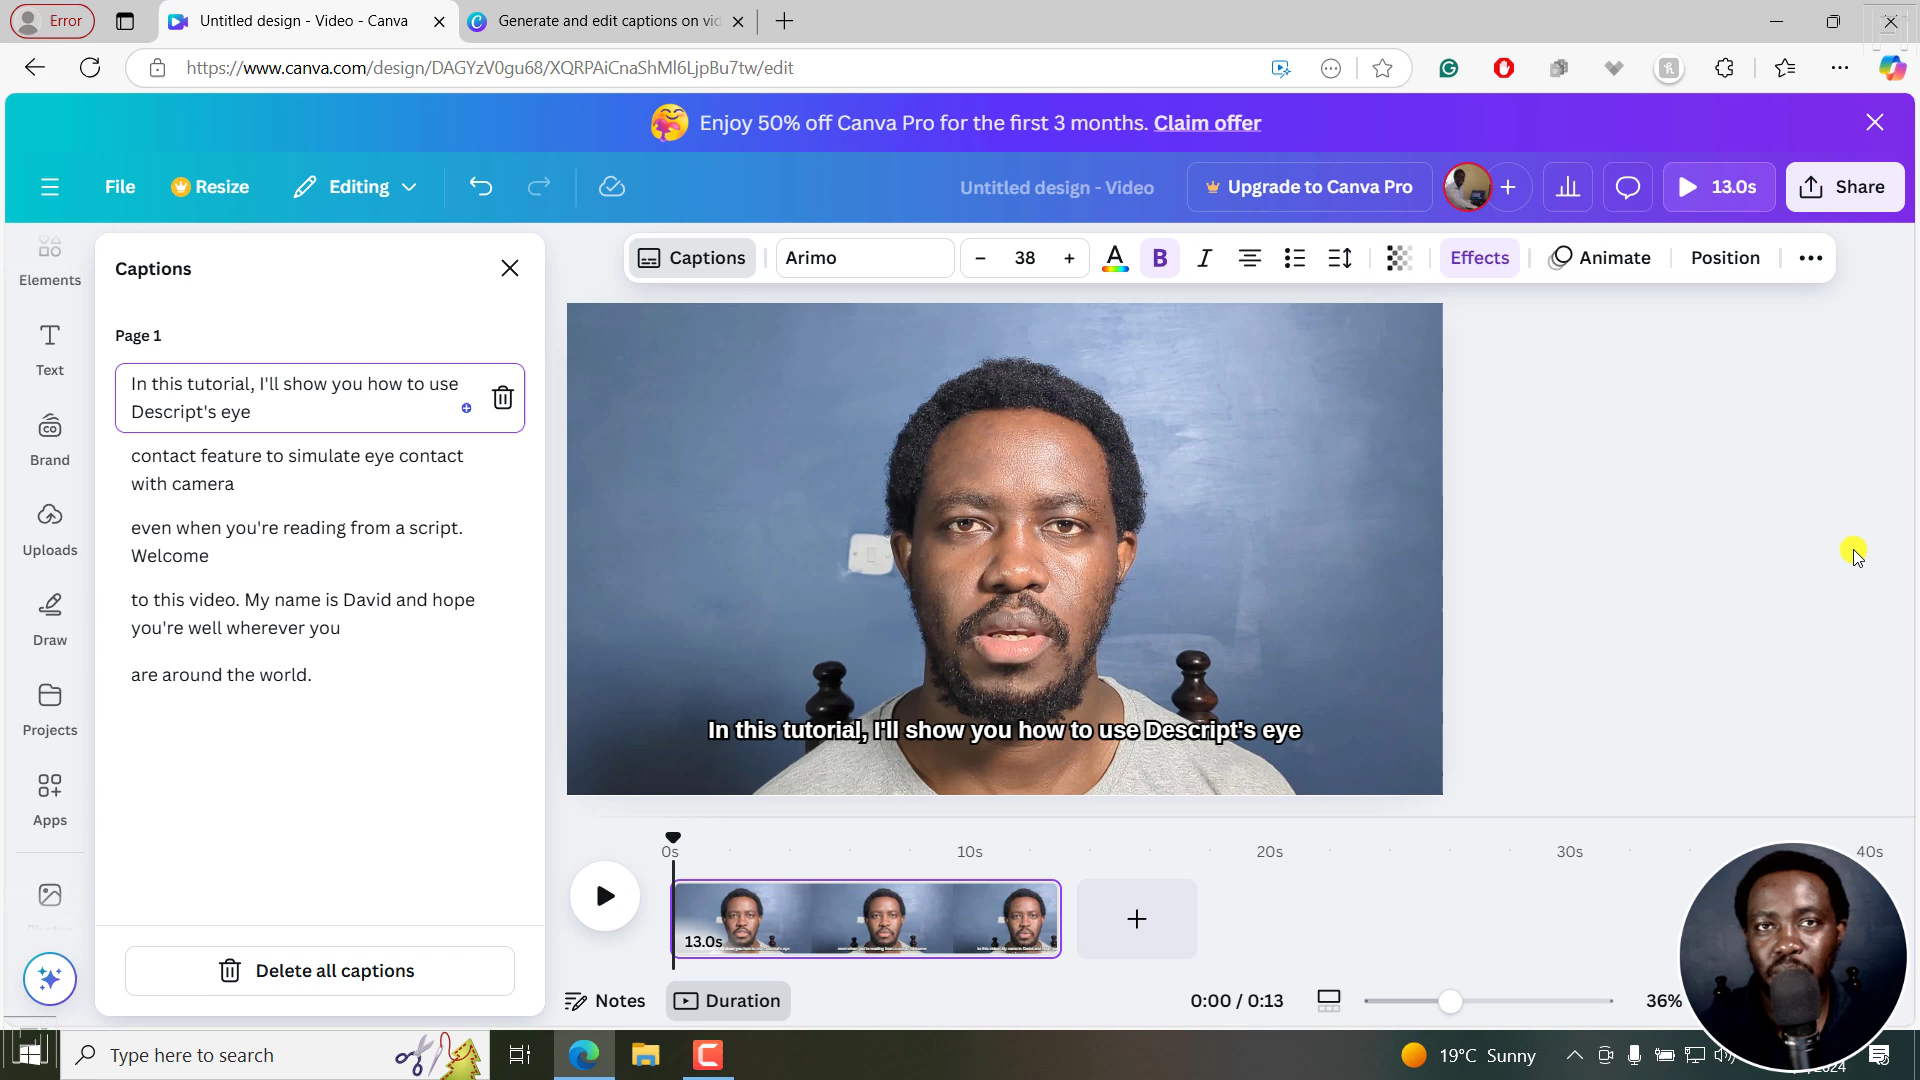 Error
Untitled design - Video - Canva
Generate and edit captions on vid
https://www.canva.com/design/DAGYzV0gu68/XQRPAiCnaShMl6LjpBu7tw/edit
Enjoy 50% off Canva Pro for the first 3 months. Claim offer
File
Resize
Editing
Untitled design - Video
Upgrade to Canva Pro
13.0s
Share
Elements
Text
Brand
Uploads
Draw
Projects
Apps
Captions
Page 1
In this tutorial, I'll show you how to use
Descript's eye
contact feature to simulate eye contact
with camera
even when you're reading from a script.
Welcome
to this video. My name is David and hope
you're well wherever you
are around the world.
Delete all captions
Captions
Arimo
- 38 +
A
B
I
Effects
Animate
Position
In this tutorial, I'll show you how to use Descript's eye
0s
10s
20s
30s
40s
13.0s
Notes
Duration
0:00 / 0:13
36%
Type here to search
19°C Sunny